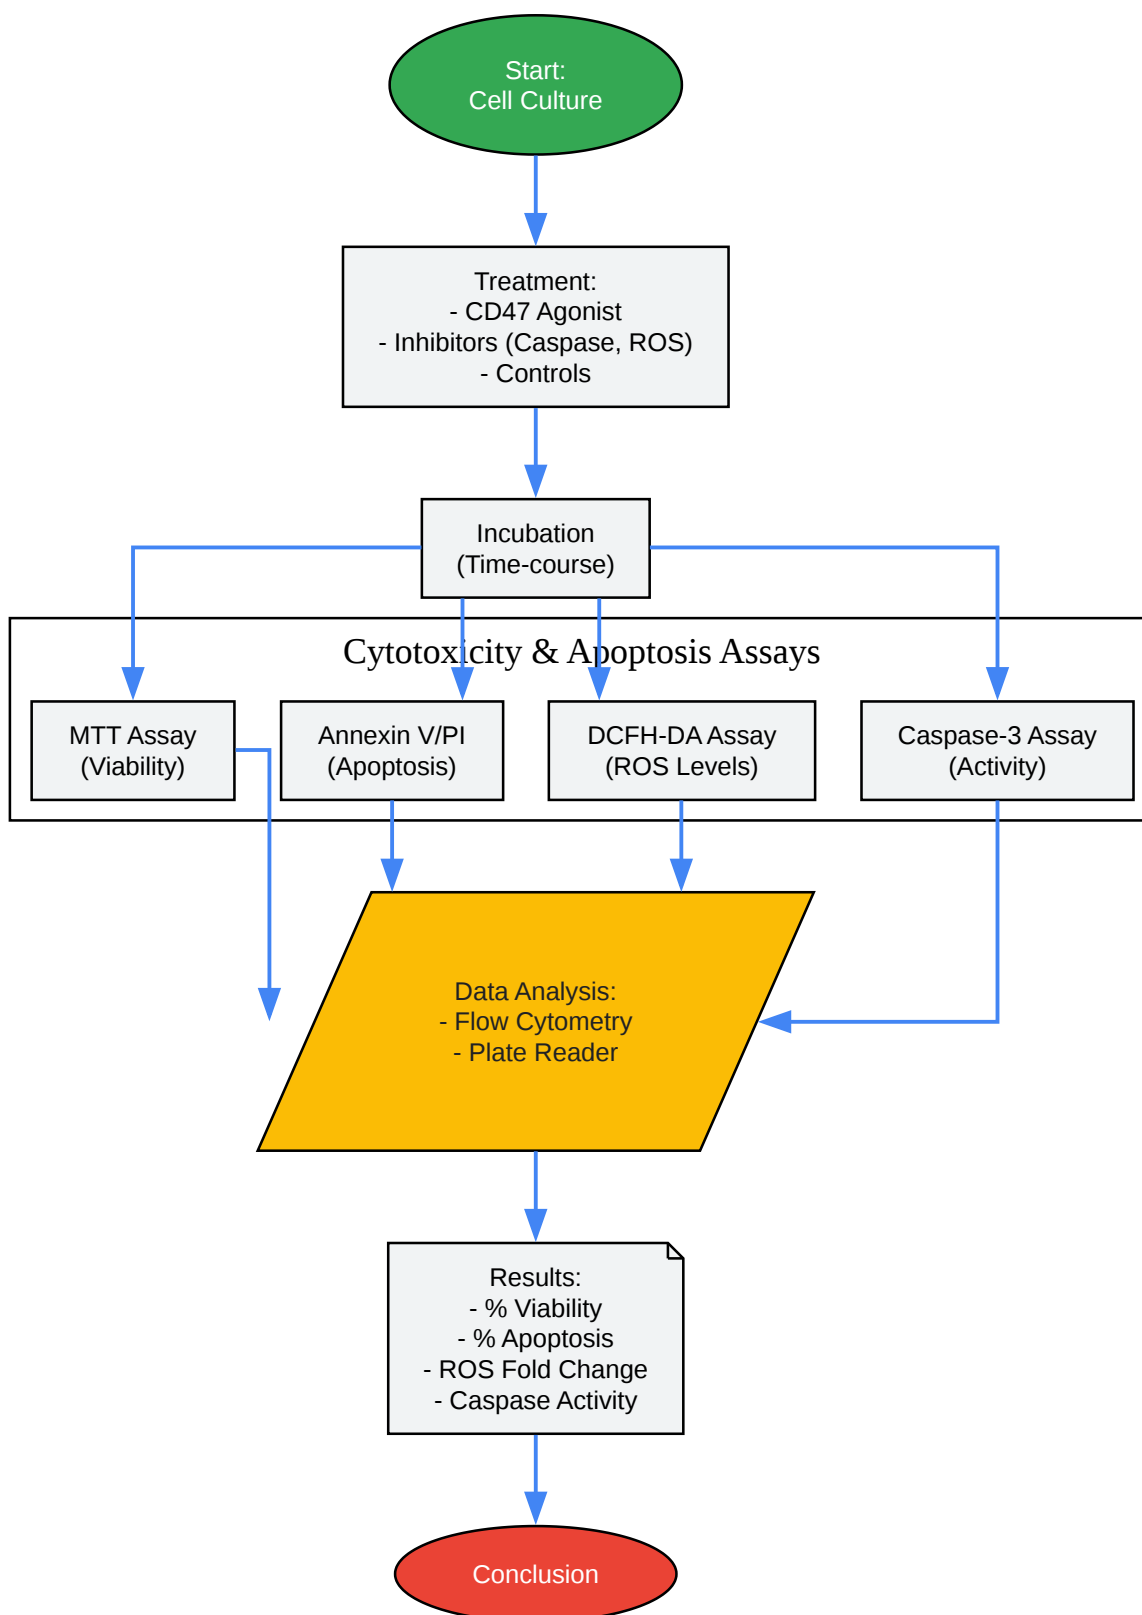 Start:
Cell Culture
Treatment:
- CD47 Agonist
- Inhibitors (Caspase, ROS)
- Controls
Incubation
(Time-course)
Cytotoxicity & Apoptosis Assays
MTT Assay
(Viability)
Annexin V/PI
(Apoptosis)
DCFH-DA Assay
(ROS Levels)
Caspase-3 Assay
(Activity)
Data Analysis:
- Flow Cytometry
- Plate Reader
Results:
- % Viability
- % Apoptosis
- ROS Fold Change
- Caspase Activity
Conclusion